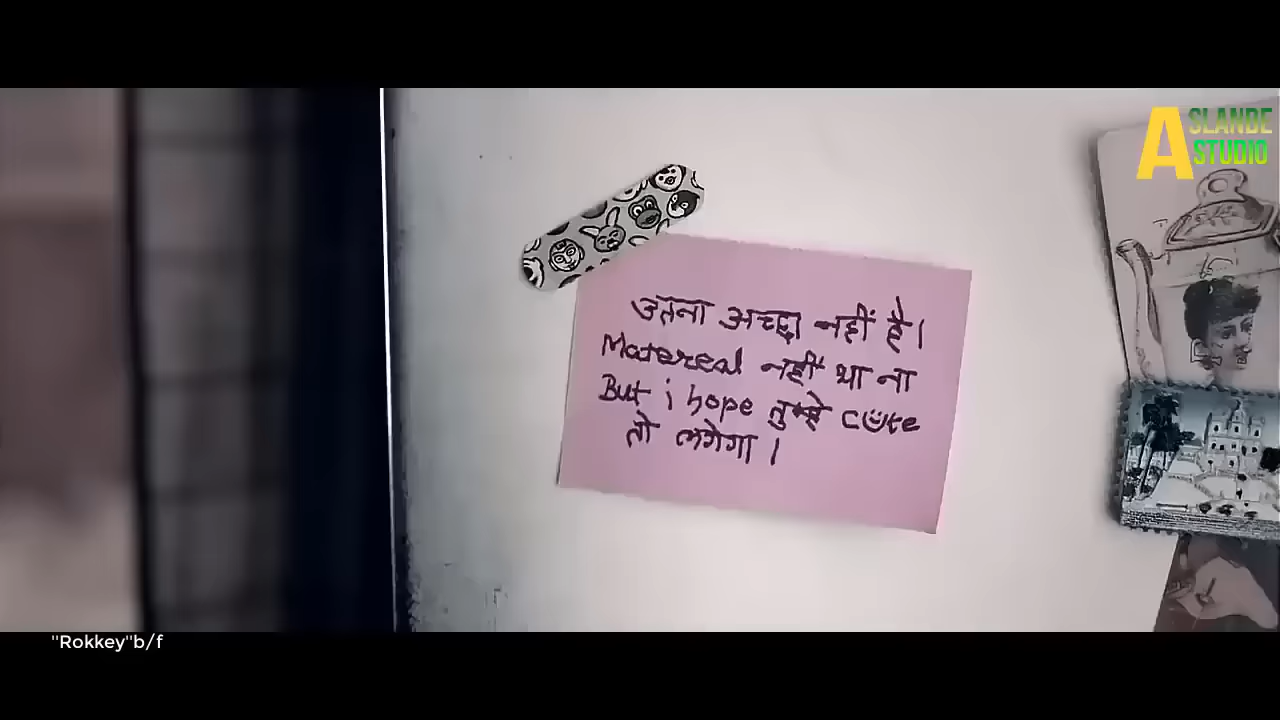 ASLANDE
STUDIO
उतना अच्छा नहीं है।
Matereal नहीं था ना
But i hope तुम्हे cute
तो लगेगा।
"Rokkey"b/f